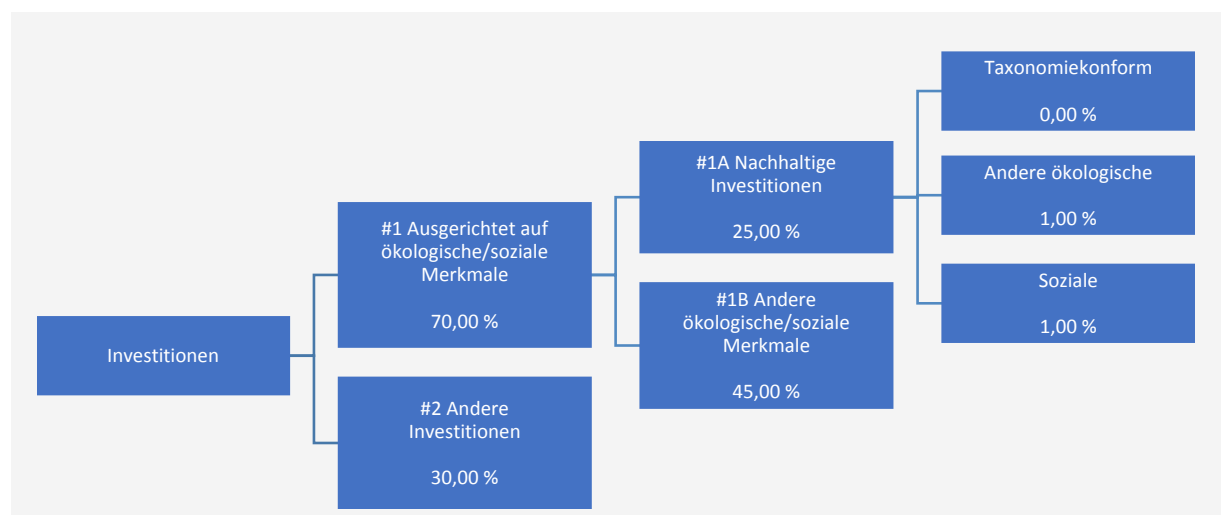 Investitionen
#1 Ausgerichtet auf
ökologische/soziale
Merkmale
70,00 %
#2 Andere
Investitionen
30,00 %
#1A Nachhaltige
Investitionen
25,00 %
#1B Andere
ökologische/soziale
Merkmale
45,00 %
Taxonomiekonform
0,00 %
Andere ökologische
1,00 %
Soziale
1,00 %